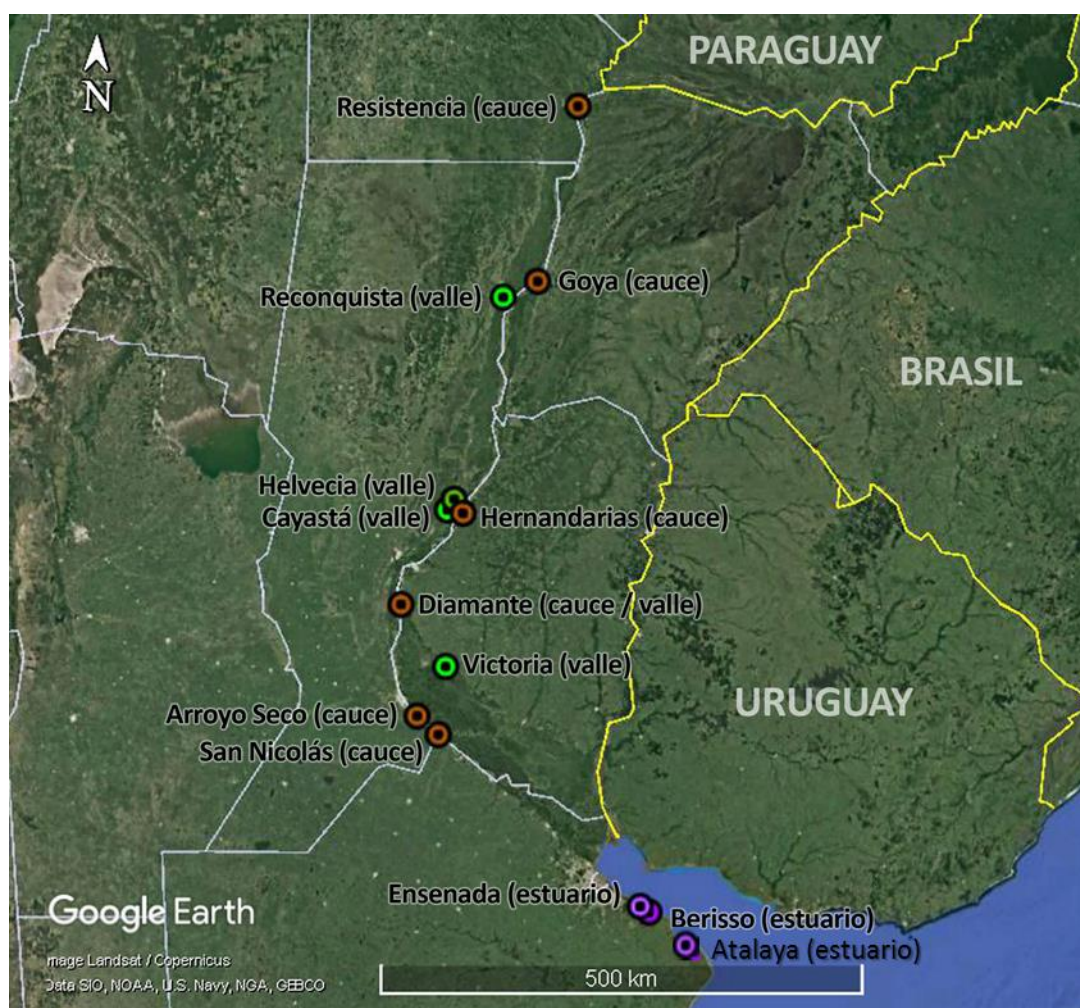 PARAGUAY
N
Resistencia (cauce)
Goya (cauce)
Reconquista (valle)
BRASIL
Helvecia (valle)
Cayastá (valle)
Hernandarias (cauce)
Diamante (cauce / valle)
Victoria (valle)
URUGUAY
Arroyo Seco (cauce)
San Nicolás (cauce)
Ensenada (estuario)
Berisso (estuario)
Atalaya (estuario)
Google Earth
Image Landsat / Copernicus
Data SIO, NOAA, U.S. Navy, NGA, GEBCO
500 km